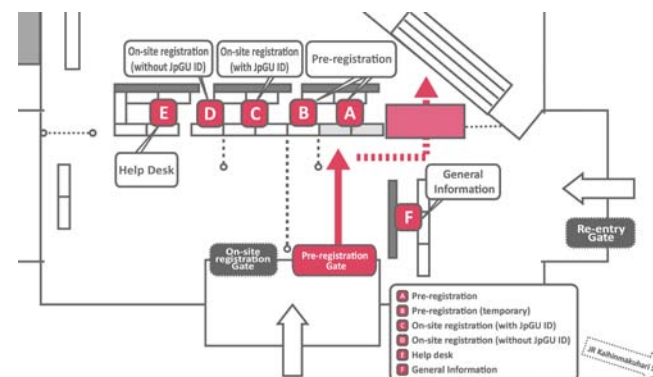 On-site registration
(without JpGU ID)
On-site registration
(with JpGU ID)
Pre-registration
E
D
C
B
A
Help Desk
General
Information
F
Re-entry
Gate
On-site
registration
Gate
Pre-registration
Gate
A Pre-registration
B Pre-registration (temporary)
C On-site registration (with JpGU ID)
D On-site registration (without JpGU ID)
E Help desk
F General Information
JR Kaihinmakuhari